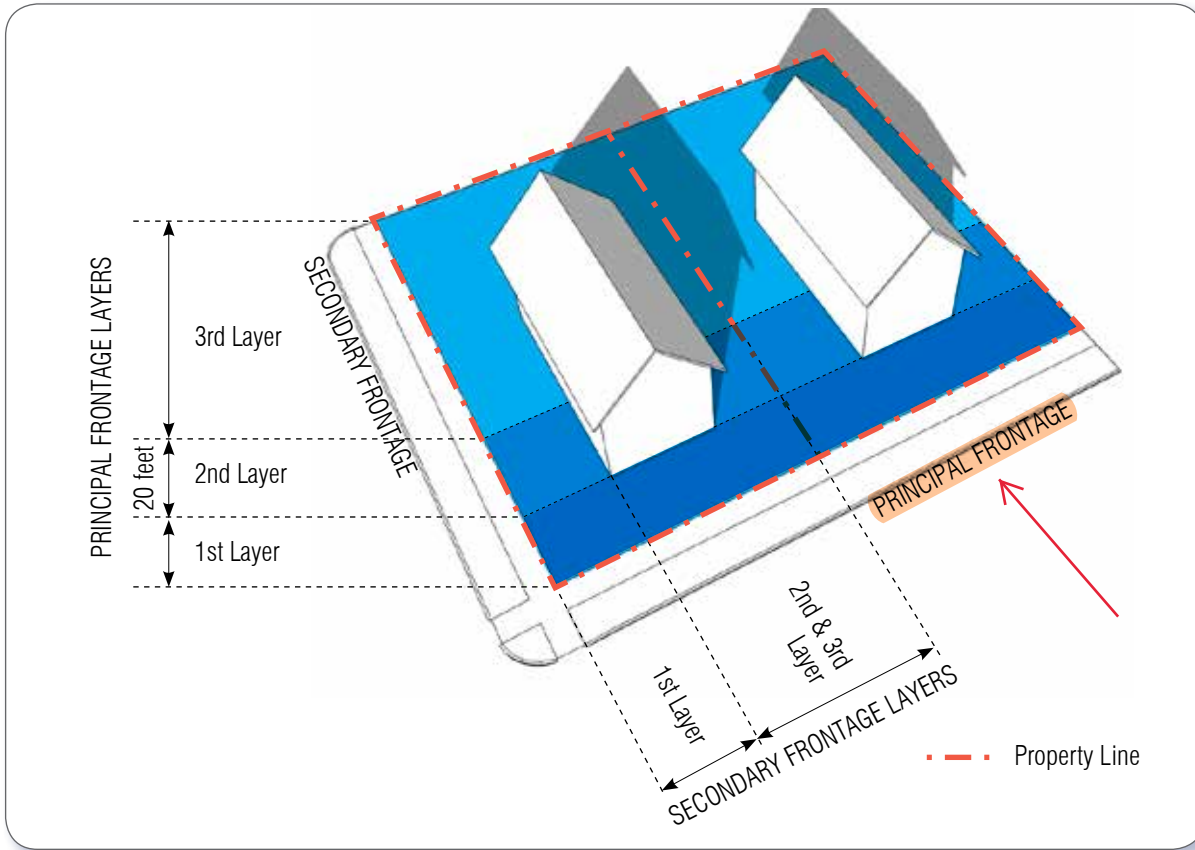 PRINCIPAL FRONTAGE LAYERS
3rd Layer
20 feet
2nd Layer
1st Layer
SECONDARY FRONTAGE
PRINCIPAL FRONTAGE
1st Layer
2nd & 3rd
Layer
SECONDARY FRONTAGE LAYERS
Property Line